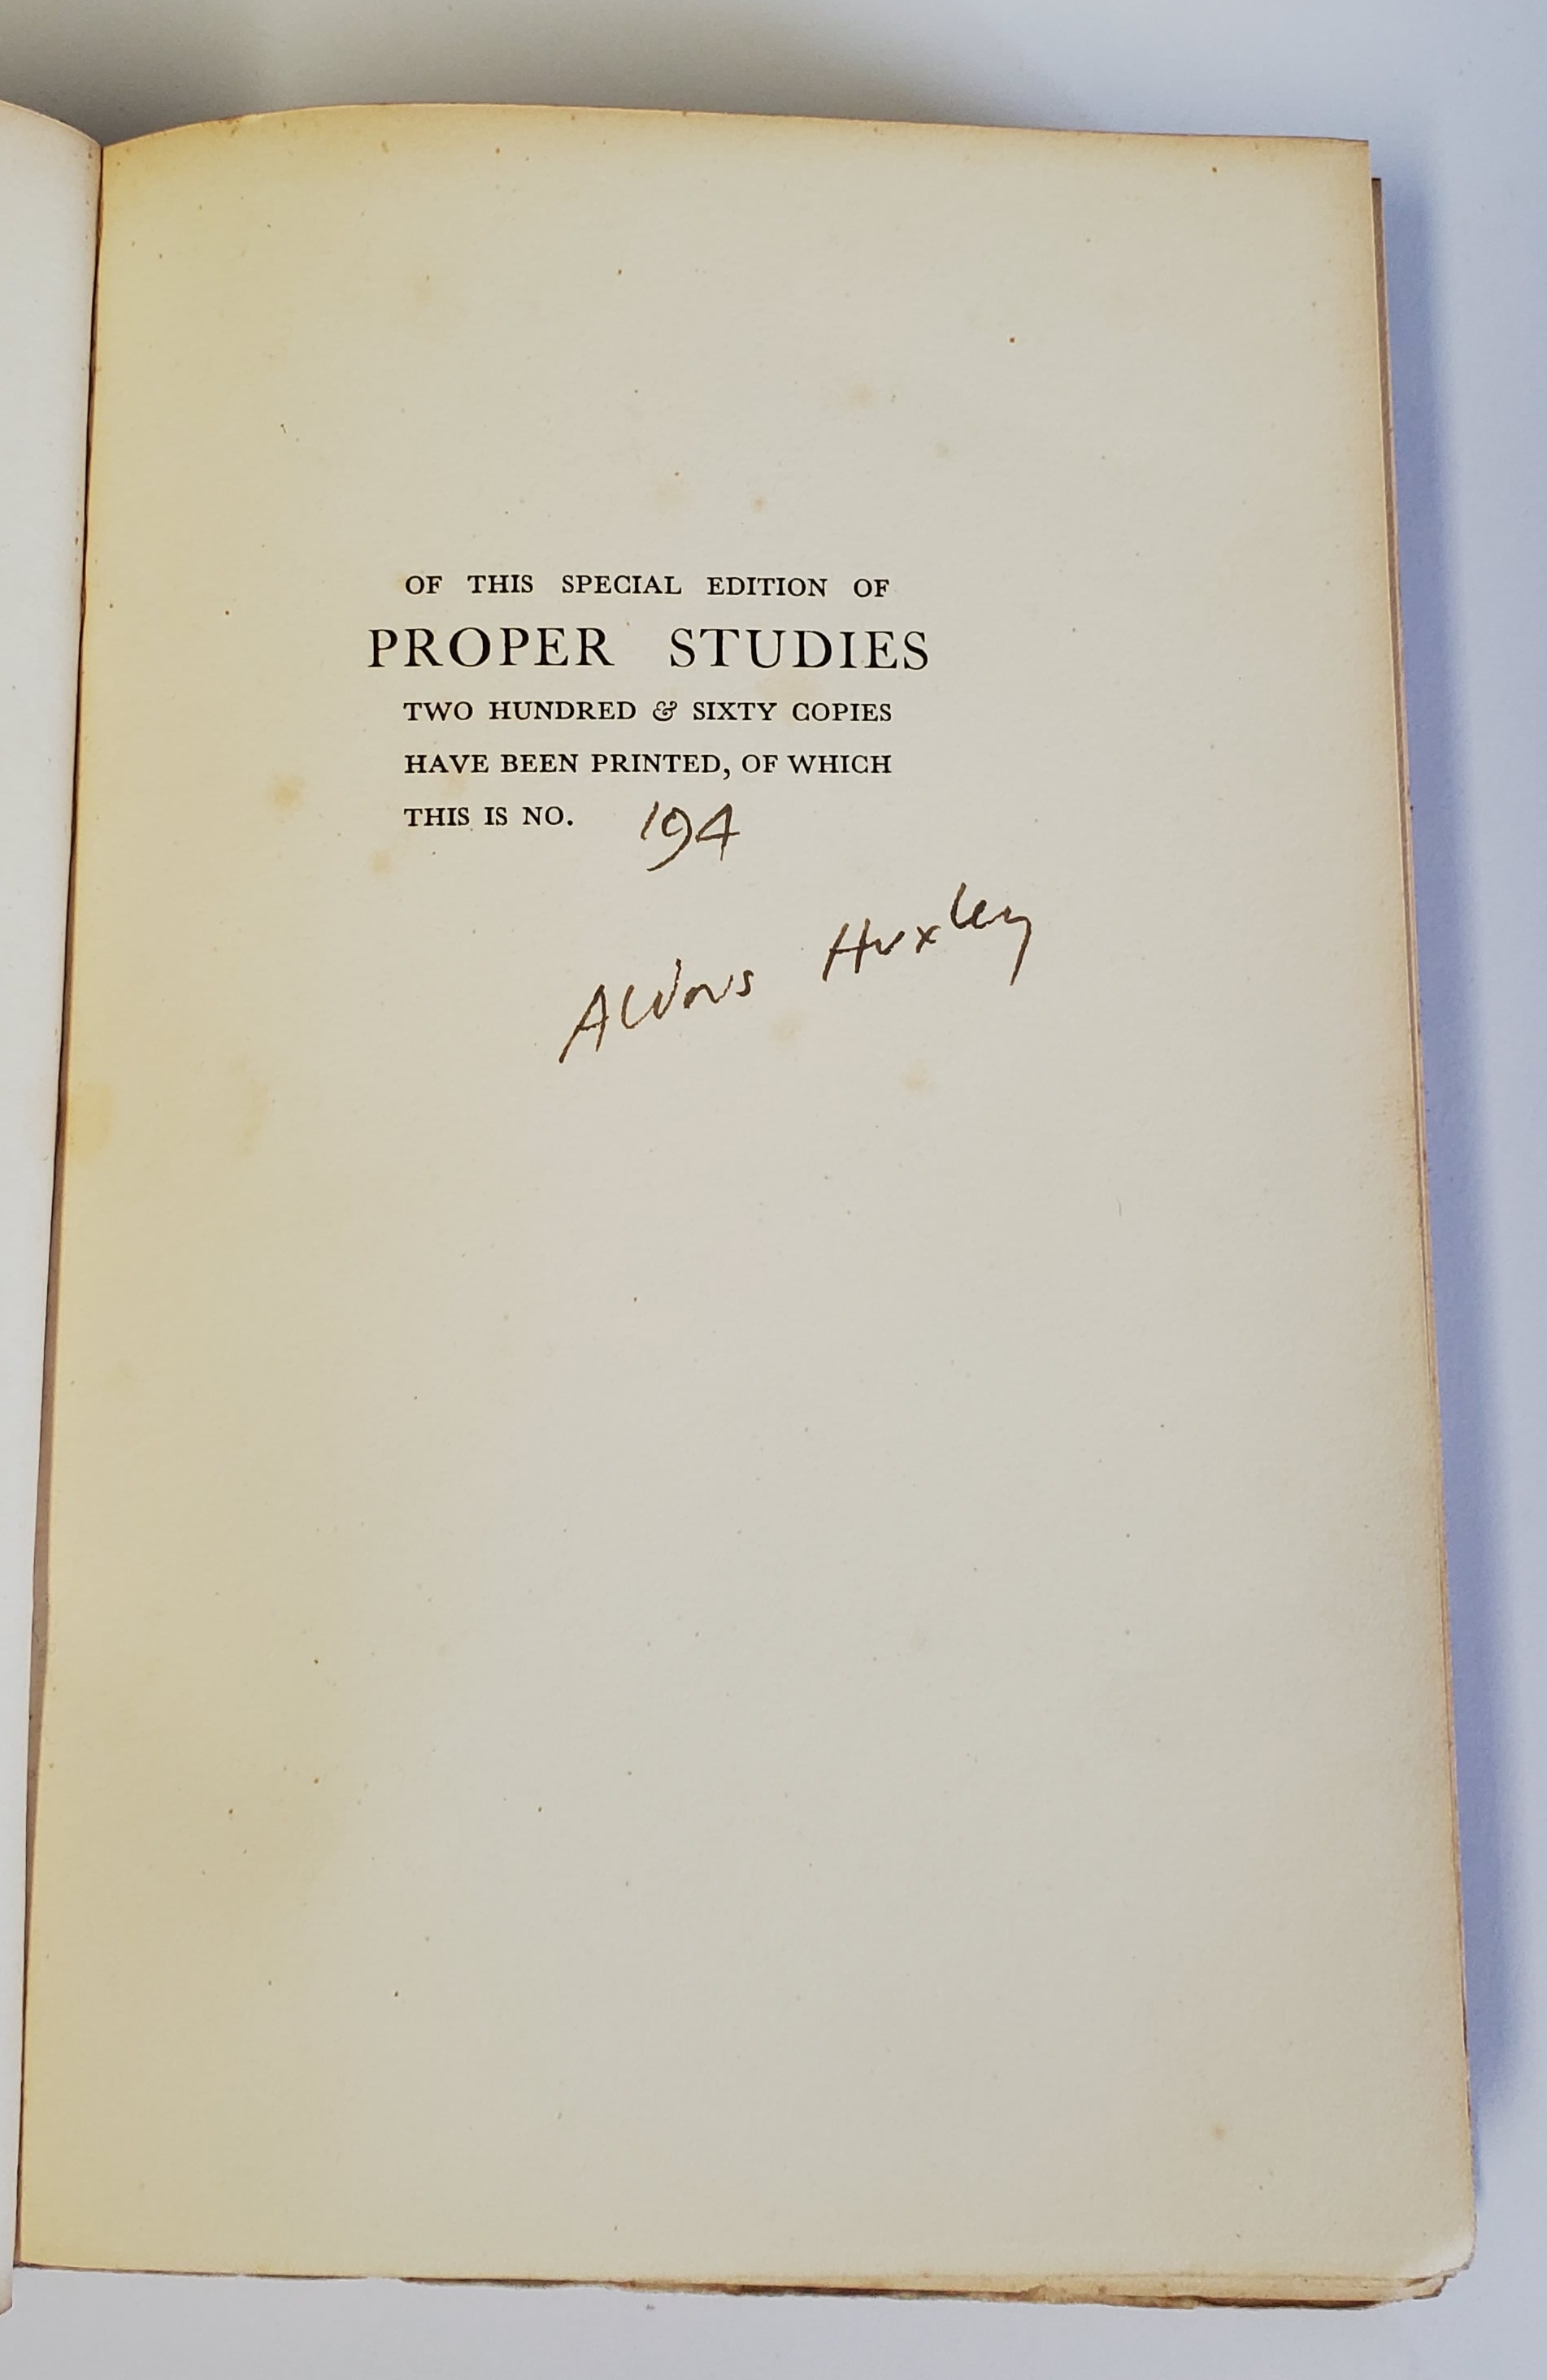 OF THIS SPECIAL EDITION OF
PROPER STUDIES
TWO HUNDRED & SIXTY COPIES
HAVE BEEN PRINTED, OF WHICH
THIS IS NO. 194
Aldous Huxley